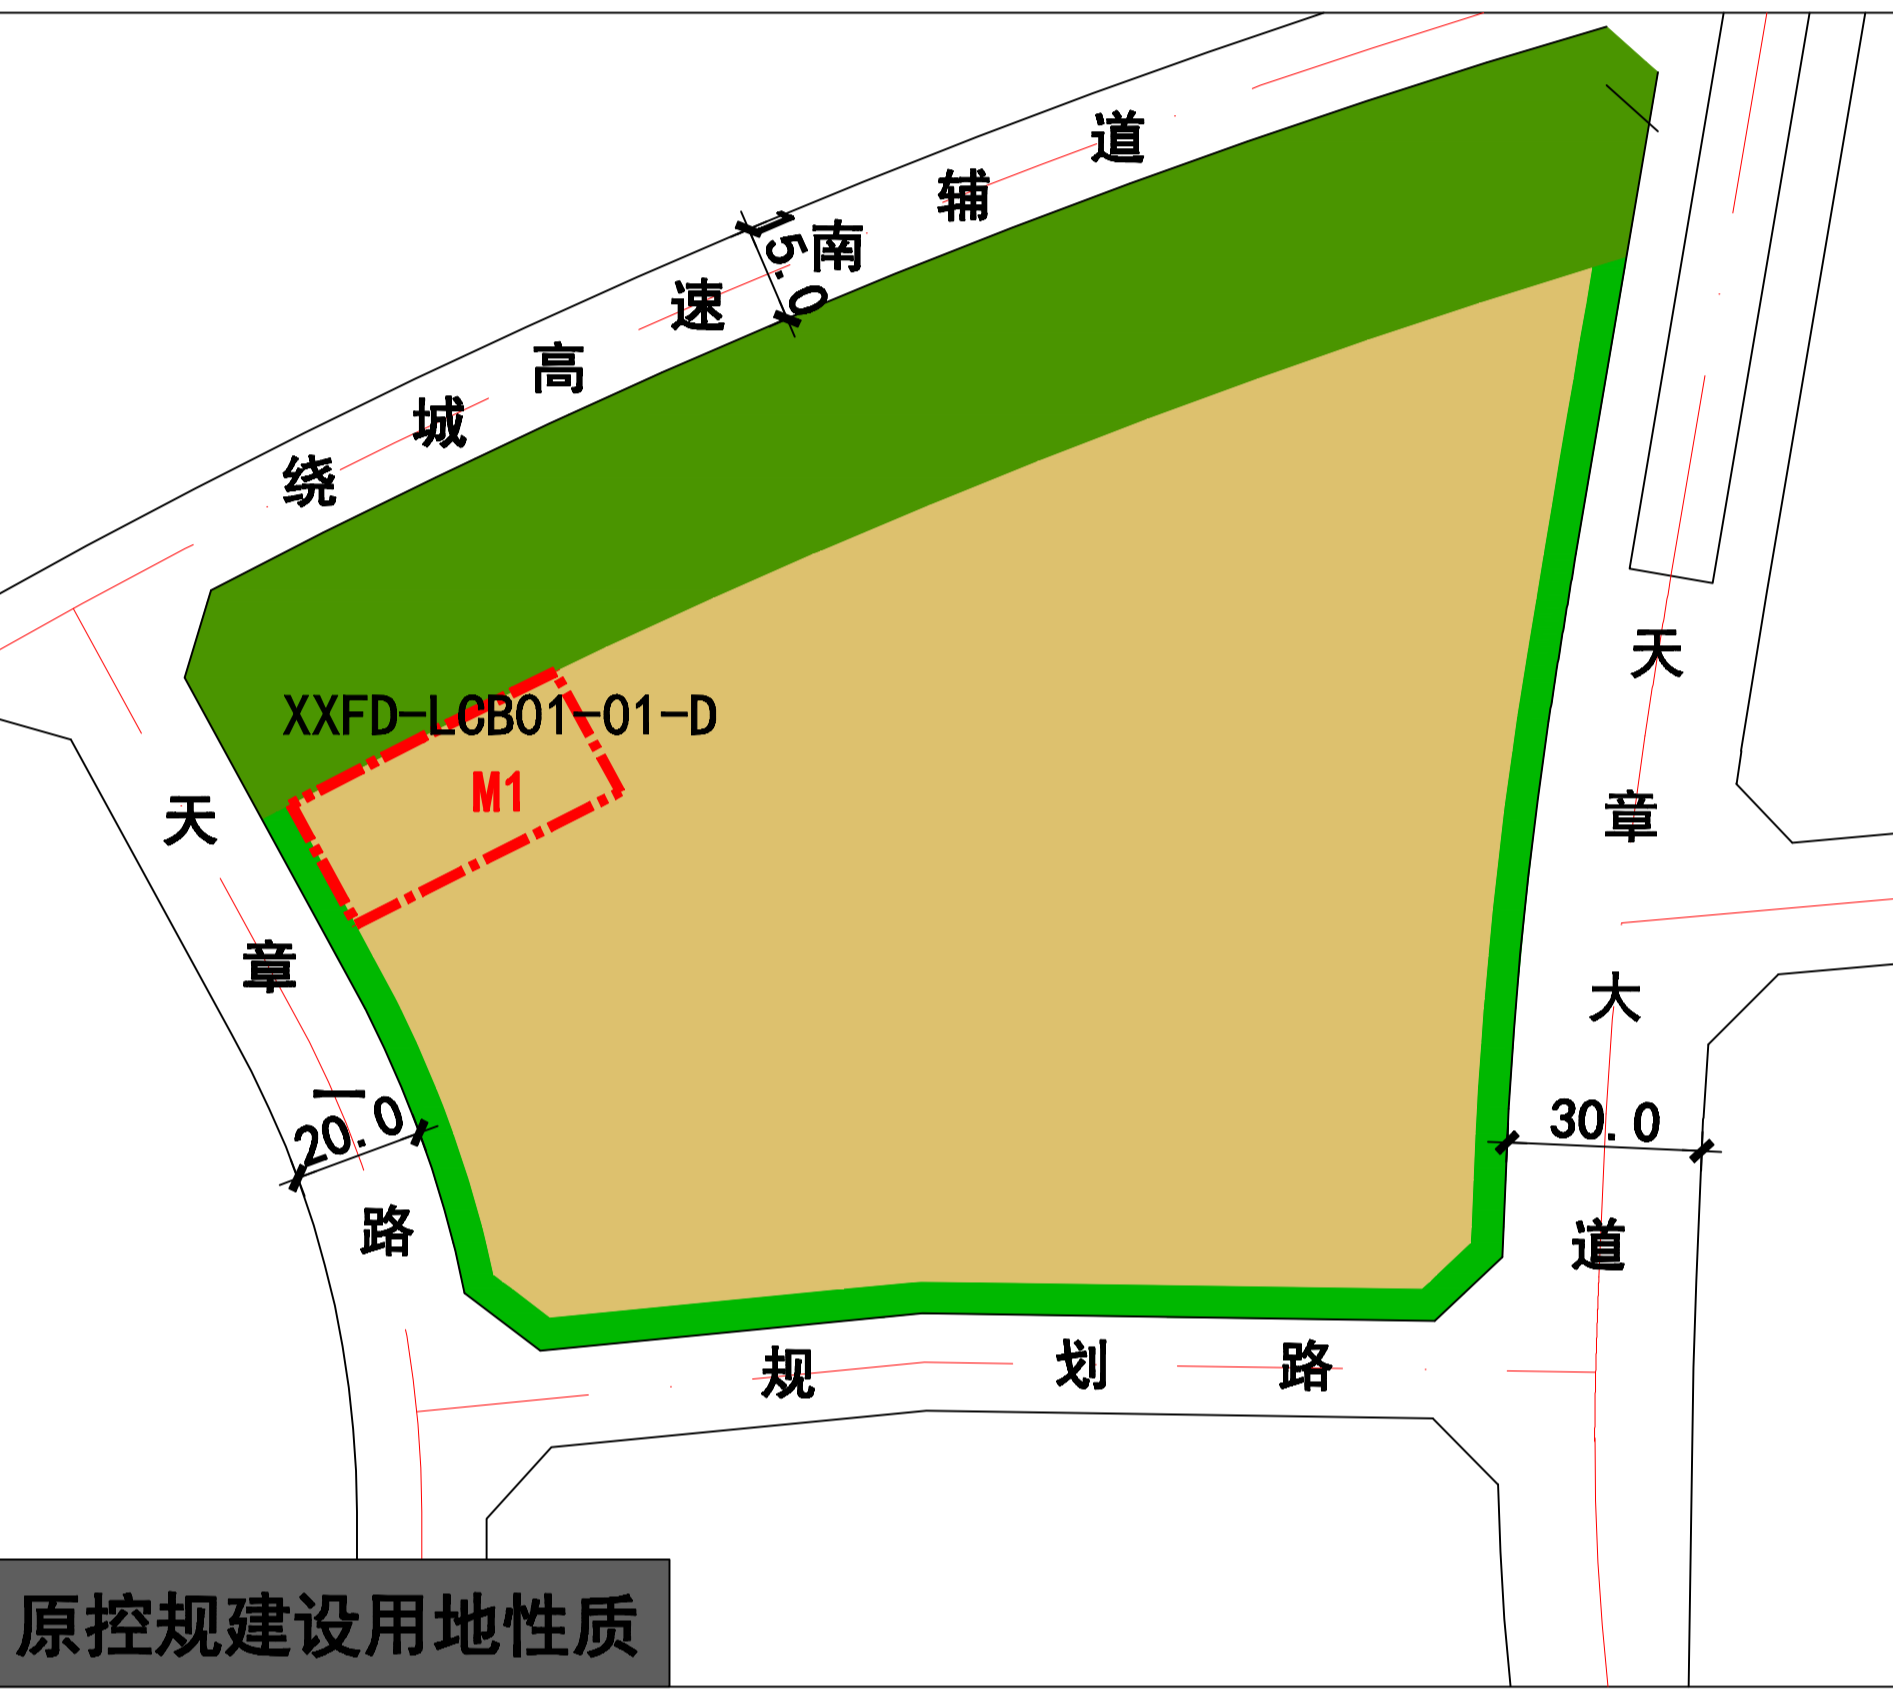 绕城高速南辅道
15.0
XXFD-LCB01-01-D
M1
天章一路
20.0
天章大道
30.0
规划路
原控规建设用地性质